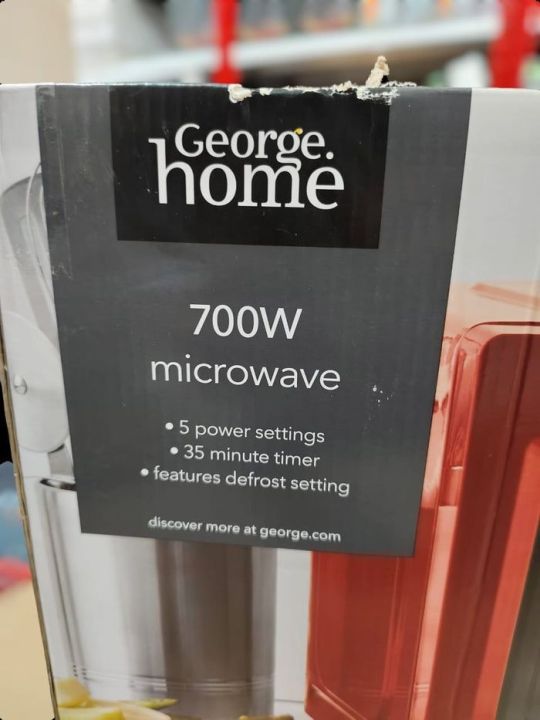 George.
home
700W
microwave
• 5 power settings
• 35 minute timer
• features defrost setting
discover more at george.com